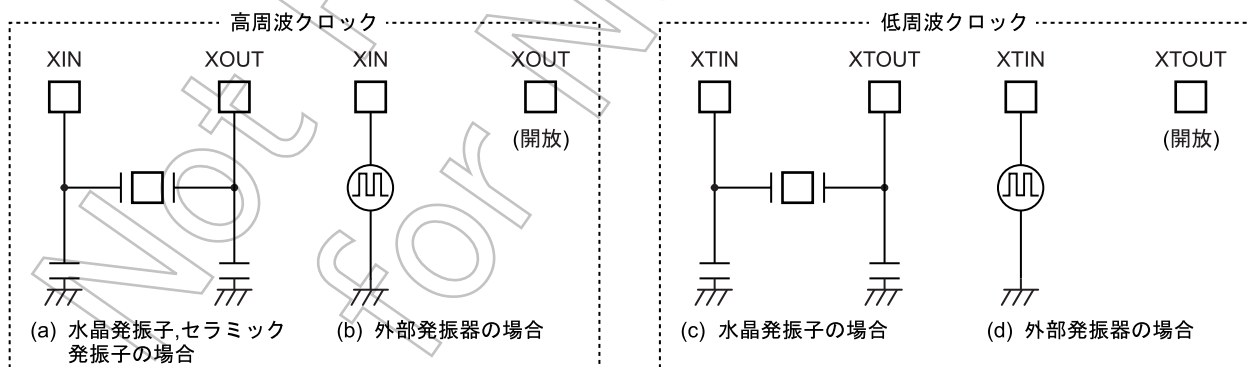 高周波クロック
XIN
XOUT
XIN
XOUT
(開放)
(a) 水晶発振子,セラミック
発振子の場合
(b) 外部発振器の場合
低周波クロック
XTIN
XTOUT
XTIN
XTOUT
(開放)
(c) 水晶発振子の場合
(d) 外部発振器の場合
Not
for N